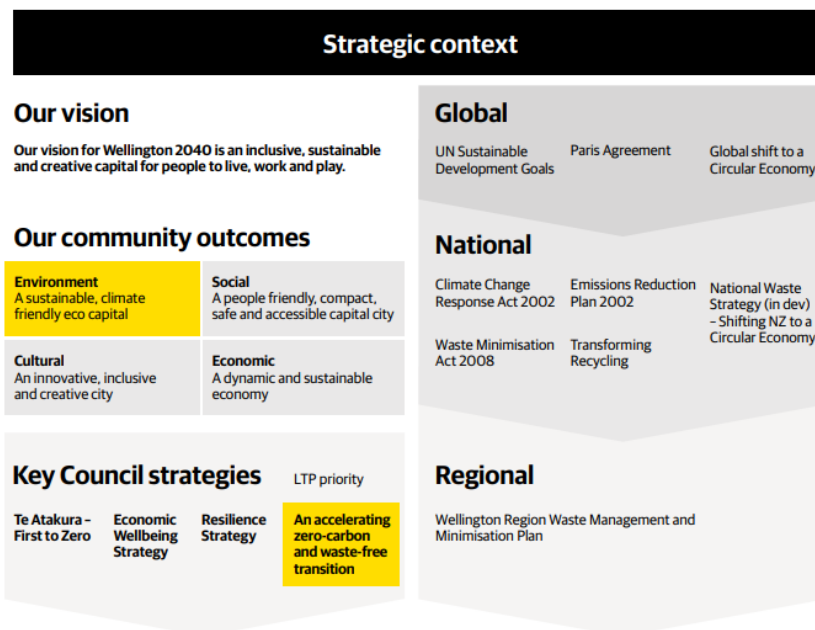 Strategic context
Our vision
Our vision for Wellington 2040 is an inclusive, sustainable
and creative capital for people to live, work and play.
Our community outcomes
Environment
A sustainable, climate
friendly eco capital
Social
A people friendly, compact,
safe and accessible capital city
Cultural
An innovative, inclusive
and creative city
Economic
A dynamic and sustainable
economy
Key Council strategies
LTP priority
Te Atakura –
First to Zero
Economic
Wellbeing
Strategy
Resilience
Strategy
An accelerating
zero-carbon
and waste-free
transition
Global
UN Sustainable
Development Goals
Paris Agreement
Global shift to a
Circular Economy
National
Climate Change
Response Act 2002
Emissions Reduction
Plan 2002
National Waste
Strategy (in dev)
– Shifting NZ to a
Circular Economy
Waste Minimisation
Act 2008
Transforming
Recycling
Regional
Wellington Region Waste Management and
Minimisation Plan